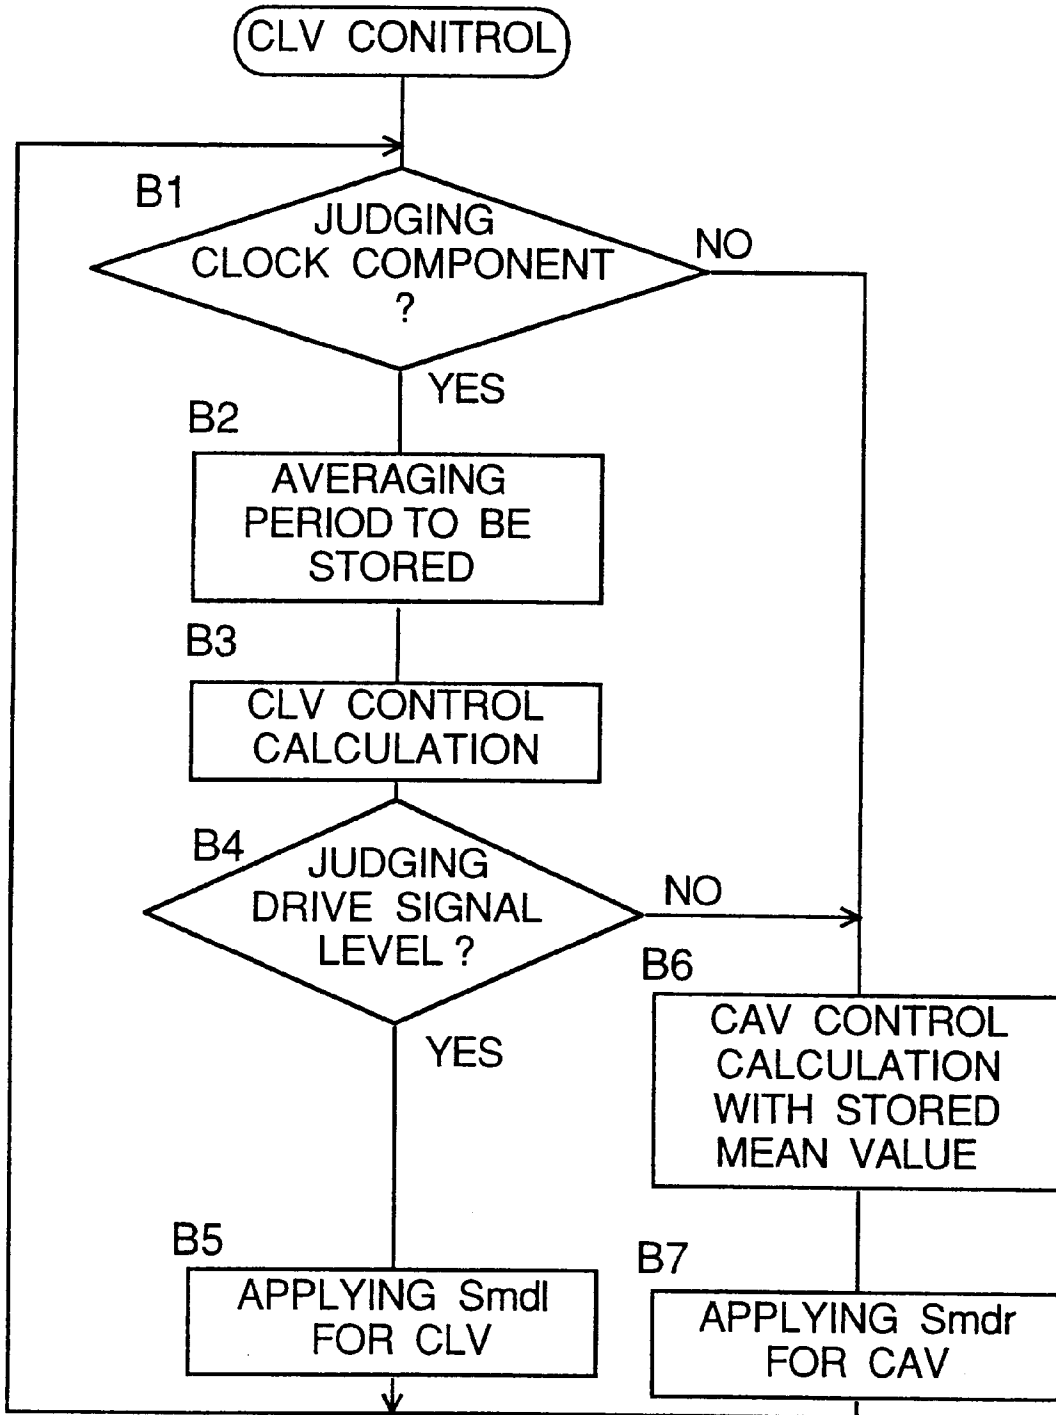 CLV CONITROL
B1
JUDGING
CLOCK COMPONENT
?
NO
YES
B2
AVERAGING
PERIOD TO BE
STORED
B3
CLV CONTROL
CALCULATION
B4
JUDGING
DRIVE SIGNAL
LEVEL ?
NO
YES
B6
CAV CONTROL
CALCULATION
WITH STORED
MEAN VALUE
B5
APPLYING Smdl
FOR CLV
B7
APPLYING Smdr
FOR CAV